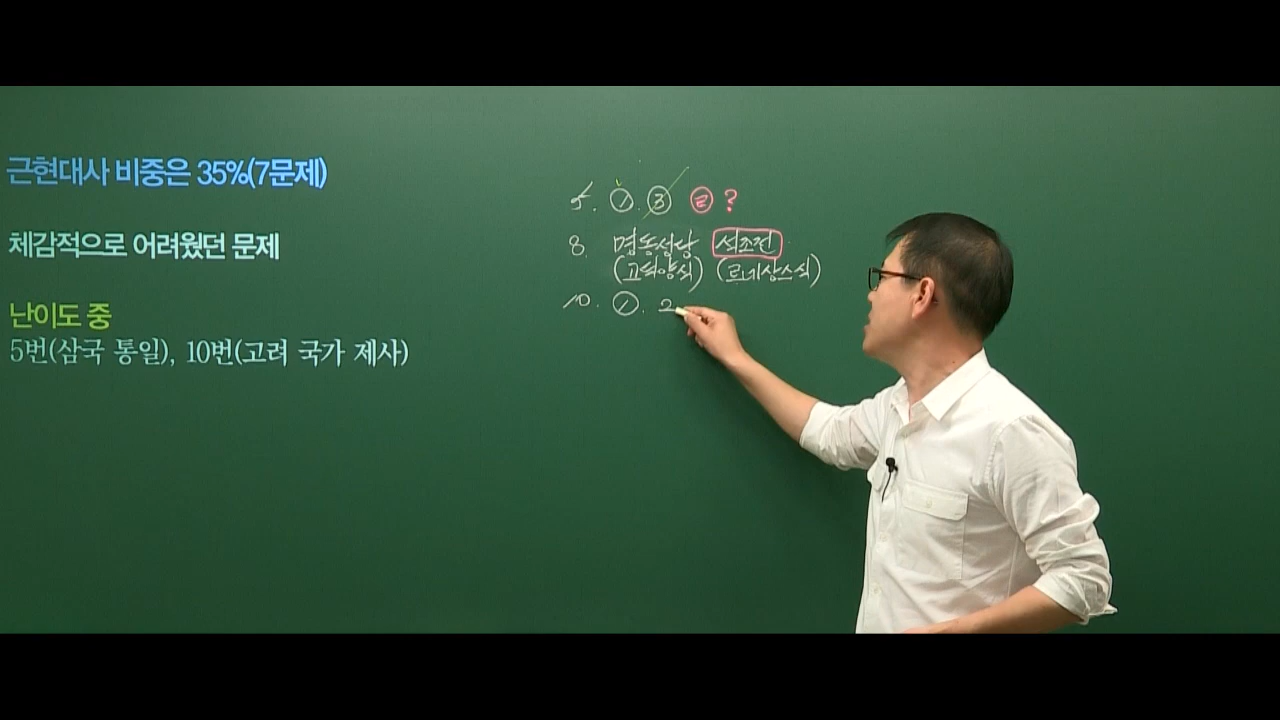 근현대사 비중은 35%(7문제)
체감적으로 어려웠던 문제
난이도 중
5번(삼국 통일), 10번(고려 국가 제사)
5. ① ③ ㄹ ?
8. 명동성당 석조전
(고딕양식) (르네상스식)
10. ①. 2